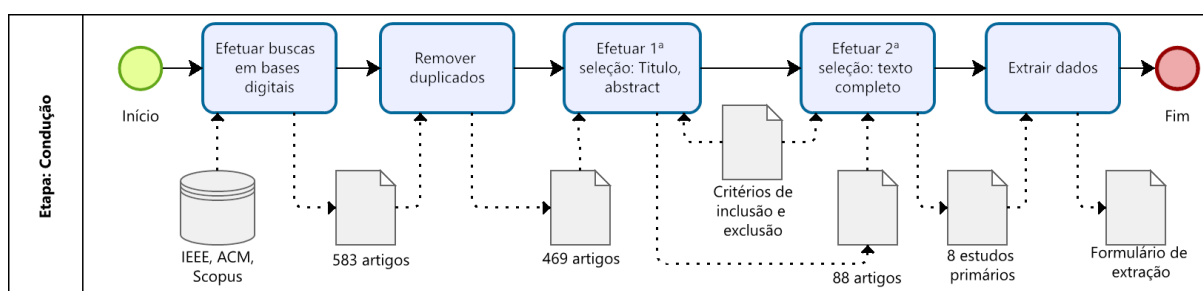 Etapa: Condução
Início
Efetuar buscas
em bases
digitais
Remover
duplicados
Efetuar 1ª
seleção: Titulo,
abstract
Efetuar 2ª
seleção: texto
completo
Extrair dados
Fim
IEEE, ACM,
Scopus
583 artigos
469 artigos
Critérios de
inclusão e
exclusão
88 artigos
8 estudos
primários
Formulário de
extração